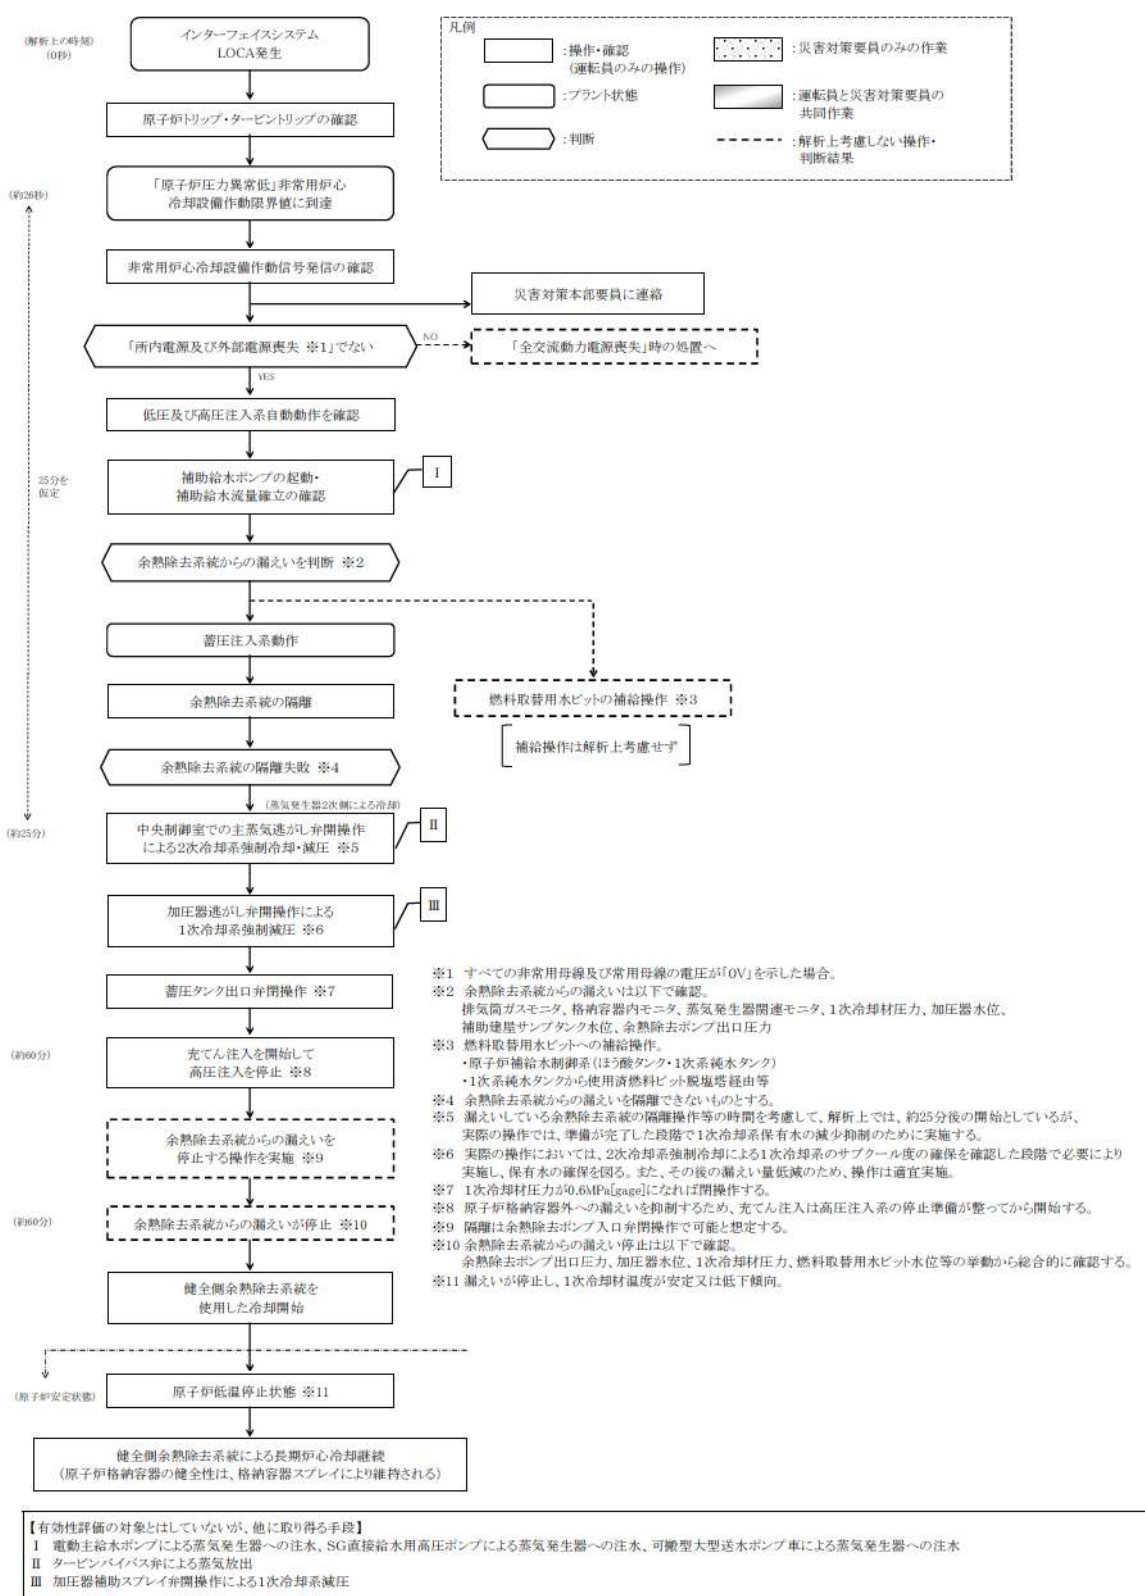 (解析上の時刻)
(0秒)
インターフェイスシステム
LOCA発生
凡例
:操作・確認
(運転員のみの操作)
:災害対策要員のみの作業
:プラント状態
:運転員と災害対策要員の
共同作業
:判断
:解析上考慮しない操作・
判断結果
原子炉トリップ・タービントリップの確認
(約26秒)
「原子炉圧力異常低」非常用炉心
冷却設備作動限界値に到達
非常用炉心冷却設備作動信号発信の確認
災害対策本部要員に連絡
「所内電源及び外部電源喪失 ※1」でない
NO
「全交流動力電源喪失」時の処置へ
YES
低圧及び高圧注入系自動動作を確認
25分を
仮定
補助給水ポンプの起動・
補助給水流量確立の確認
Ⅰ
余熱除去系統からの漏えいを判断 ※2
蓄圧注入系動作
余熱除去系統の隔離
燃料取替用水ピットの補給操作 ※3
補給操作は解析上考慮せず
余熱除去系統の隔離失敗 ※4
(蒸気発生器2次側による冷却)
(約25分)
中央制御室での主蒸気逃がし弁開操作
による2次冷却系強制冷却・減圧 ※5
Ⅱ
加圧器逃がし弁開操作による
1次冷却系強制減圧 ※6
Ⅲ
蓄圧タンク出口弁閉操作 ※7
(約60分)
充てん注入を開始して
高圧注入を停止 ※8
余熱除去系統からの漏えいを
停止する操作を実施 ※9
(約60分)
余熱除去系統からの漏えいが停止 ※10
健全側余熱除去系統を
使用した冷却開始
(原子炉安定状態)
原子炉低温停止状態 ※11
健全側余熱除去系統による長期炉心冷却継続
(原子炉格納容器の健全性は、格納容器スプレイにより維持される)
※1 すべての非常用母線及び常用母線の電圧が「0V」を示した場合。
※2 余熱除去系統からの漏えいは以下で確認。
排気筒ガスモニタ、格納容器内モニタ、蒸気発生器関連モニタ、1次冷却材圧力、加圧器水位、
補助建屋サンプタンク水位、余熱除去ポンプ出口圧力
※3 燃料取替用水ピットへの補給操作。
・原子炉補給水制御系(ほう酸タンク・1次系純水タンク)
・1次系純水タンクから使用済燃料ピット脱塩塔経由等
※4 余熱除去系統からの漏えいを隔離できないものとする。
※5 漏えいしている余熱除去系統の隔離操作等の時間を考慮して、解析上では、約25分後の開始としているが、
実際の操作では、準備が完了した段階で1次冷却系保有水の減少抑制のために実施する。
※6 実際の操作においては、2次冷却系強制冷却による1次冷却系のサブクール度の確保を確認した段階で必要により
実施し、保有水の確保を図る。また、その後の漏えい量低減のため、操作は適宜実施。
※7 1次冷却材圧力が0.6MPa[gage]になれば閉操作する。
※8 原子炉格納容器外への漏えいを抑制するため、充てん注入は高圧注入系の停止準備が整ってから開始する。
※9 隔離は余熱除去ポンプ入口弁閉操作で可能と想定する。
※10 余熱除去系統からの漏えい停止は以下で確認。
余熱除去ポンプ出口圧力、加圧器水位、1次冷却材圧力、燃料取替用水ピット水位等の挙動から総合的に確認する。
※11 漏えいが停止し、1次冷却材温度が安定又は低下傾向。
【有効性評価の対象とはしていないが、他に取り得る手段】
Ⅰ 電動主給水ポンプによる蒸気発生器への注水、SG直接給水用高圧ポンプによる蒸気発生器への注水、可搬型大型送水ポンプ車による蒸気発生器への注水
Ⅱ タービンバイパス弁による蒸気放出
Ⅲ 加圧器補助スプレイ弁開操作による1次冷却系減圧